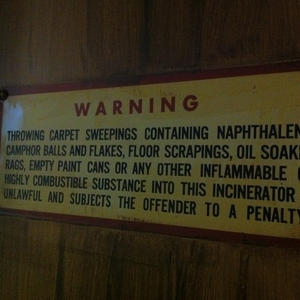 WARNING
THROWING CARPET SWEEPINGS CONTAINING NAPHTHALEN
CAMPHOR BALLS AND FLAKES, FLOOR SCRAPINGS, OIL SOAKE
RAGS, EMPTY PAINT CANS OR ANY OTHER INFLAMMABLE O
HIGHLY COMBUSTIBLE SUBSTANCE INTO THIS INCINERATOR
UNLAWFUL AND SUBJECTS THE OFFENDER TO A PENALTY